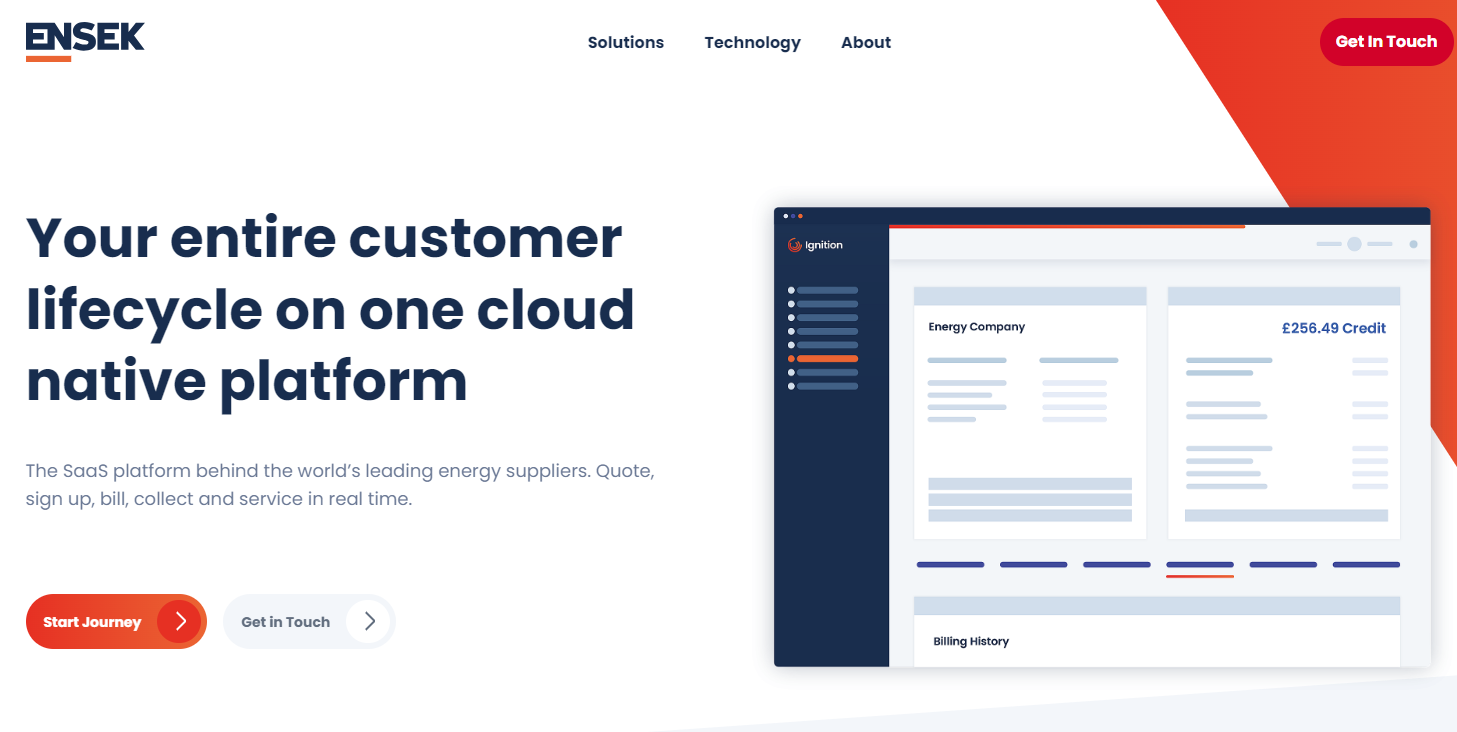 ENSEK
Solutions
Technology
About
Get In Touch
Your entire customer
lifecycle on one cloud
native platform
The SaaS platform behind the world’s leading energy suppliers. Quote,
sign up, bill, collect and service in real time.
Start Journey
Get in Touch
Ignition
Energy Company
£256.49 Credit
Billing History